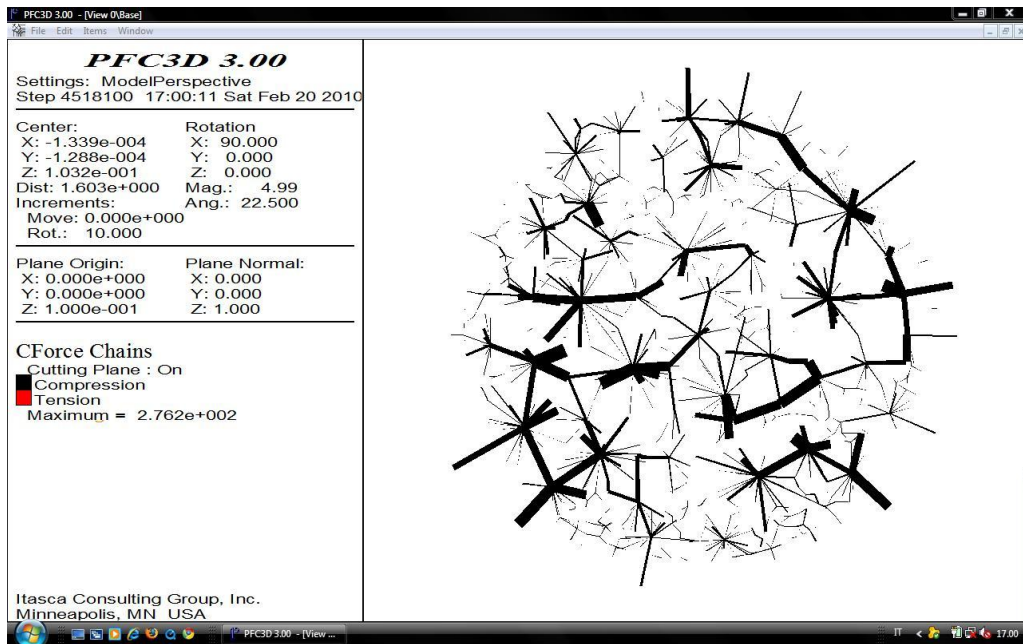 PFC3D 3.00 - [View 0\Base]
File Edit Items Window
PFC3D 3.00
Settings: ModelPerspective
Step 4518100 17:00:11 Sat Feb 20 2010
Center: Rotation
X: -1.339e-004 X: 90.000
Y: -1.288e-004 Y: 0.000
Z: 1.032e-001 Z: 0.000
Dist: 1.603e+000 Mag.: 4.99
Increments: Ang.: 22.500
Move: 0.000e+000
Rot.: 10.000
Plane Origin: Plane Normal:
X: 0.000e+000 X: 0.000
Y: 0.000e+000 Y: 0.000
Z: 1.000e-001 Z: 1.000
CForce Chains
Cutting Plane : On
Compression
Tension
Maximum = 2.762e+002
Itasca Consulting Group, Inc.
Minneapolis, MN USA
PFC3D 3.00 - [View ...
IT
17.00